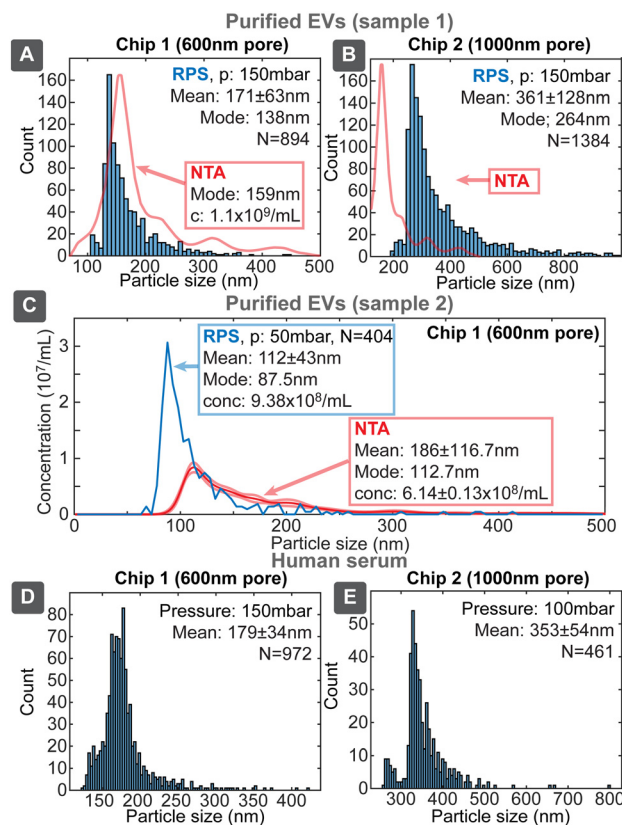 Purified EVs (sample 1)
A
Chip 1 (600nm pore)
RPS, p: 150mbar
Mean: 171±63nm
Mode: 138nm
N=894
NTA
Mode: 159nm
c: 1.1x10⁹/mL
Count
160
140
120
100
80
60
40
20
0
100 200 300 400 500
Particle size (nm)
B
Chip 2 (1000nm pore)
RPS, p: 150mbar
Mean: 361±128nm
Mode; 264nm
N=1384
NTA
Count
160
140
120
100
80
60
40
20
0
200 400 600 800
Particle size (nm)
Purified EVs (sample 2)
C
Chip 1 (600nm pore)
RPS, p: 50mbar, N=404
Mean: 112±43nm
Mode: 87.5nm
conc: 9.38x10⁸/mL
NTA
Mean: 186±116.7nm
Mode: 112.7nm
conc: 6.14±0.13x10⁸/mL
Concentration (10⁷/mL)
3
2
1
0
0 100 200 300 400 500
Particle size (nm)
Human serum
D
Chip 1 (600nm pore)
Pressure: 150mbar
Mean: 179±34nm
N=972
Count
80
70
60
50
40
30
20
10
0
150 200 250 300 350 400
Particle size (nm)
E
Chip 2 (1000nm pore)
Pressure: 100mbar
Mean: 353±54nm
N=461
Count
50
40
30
20
10
0
300 400 500 600 700 800
Particle size (nm)